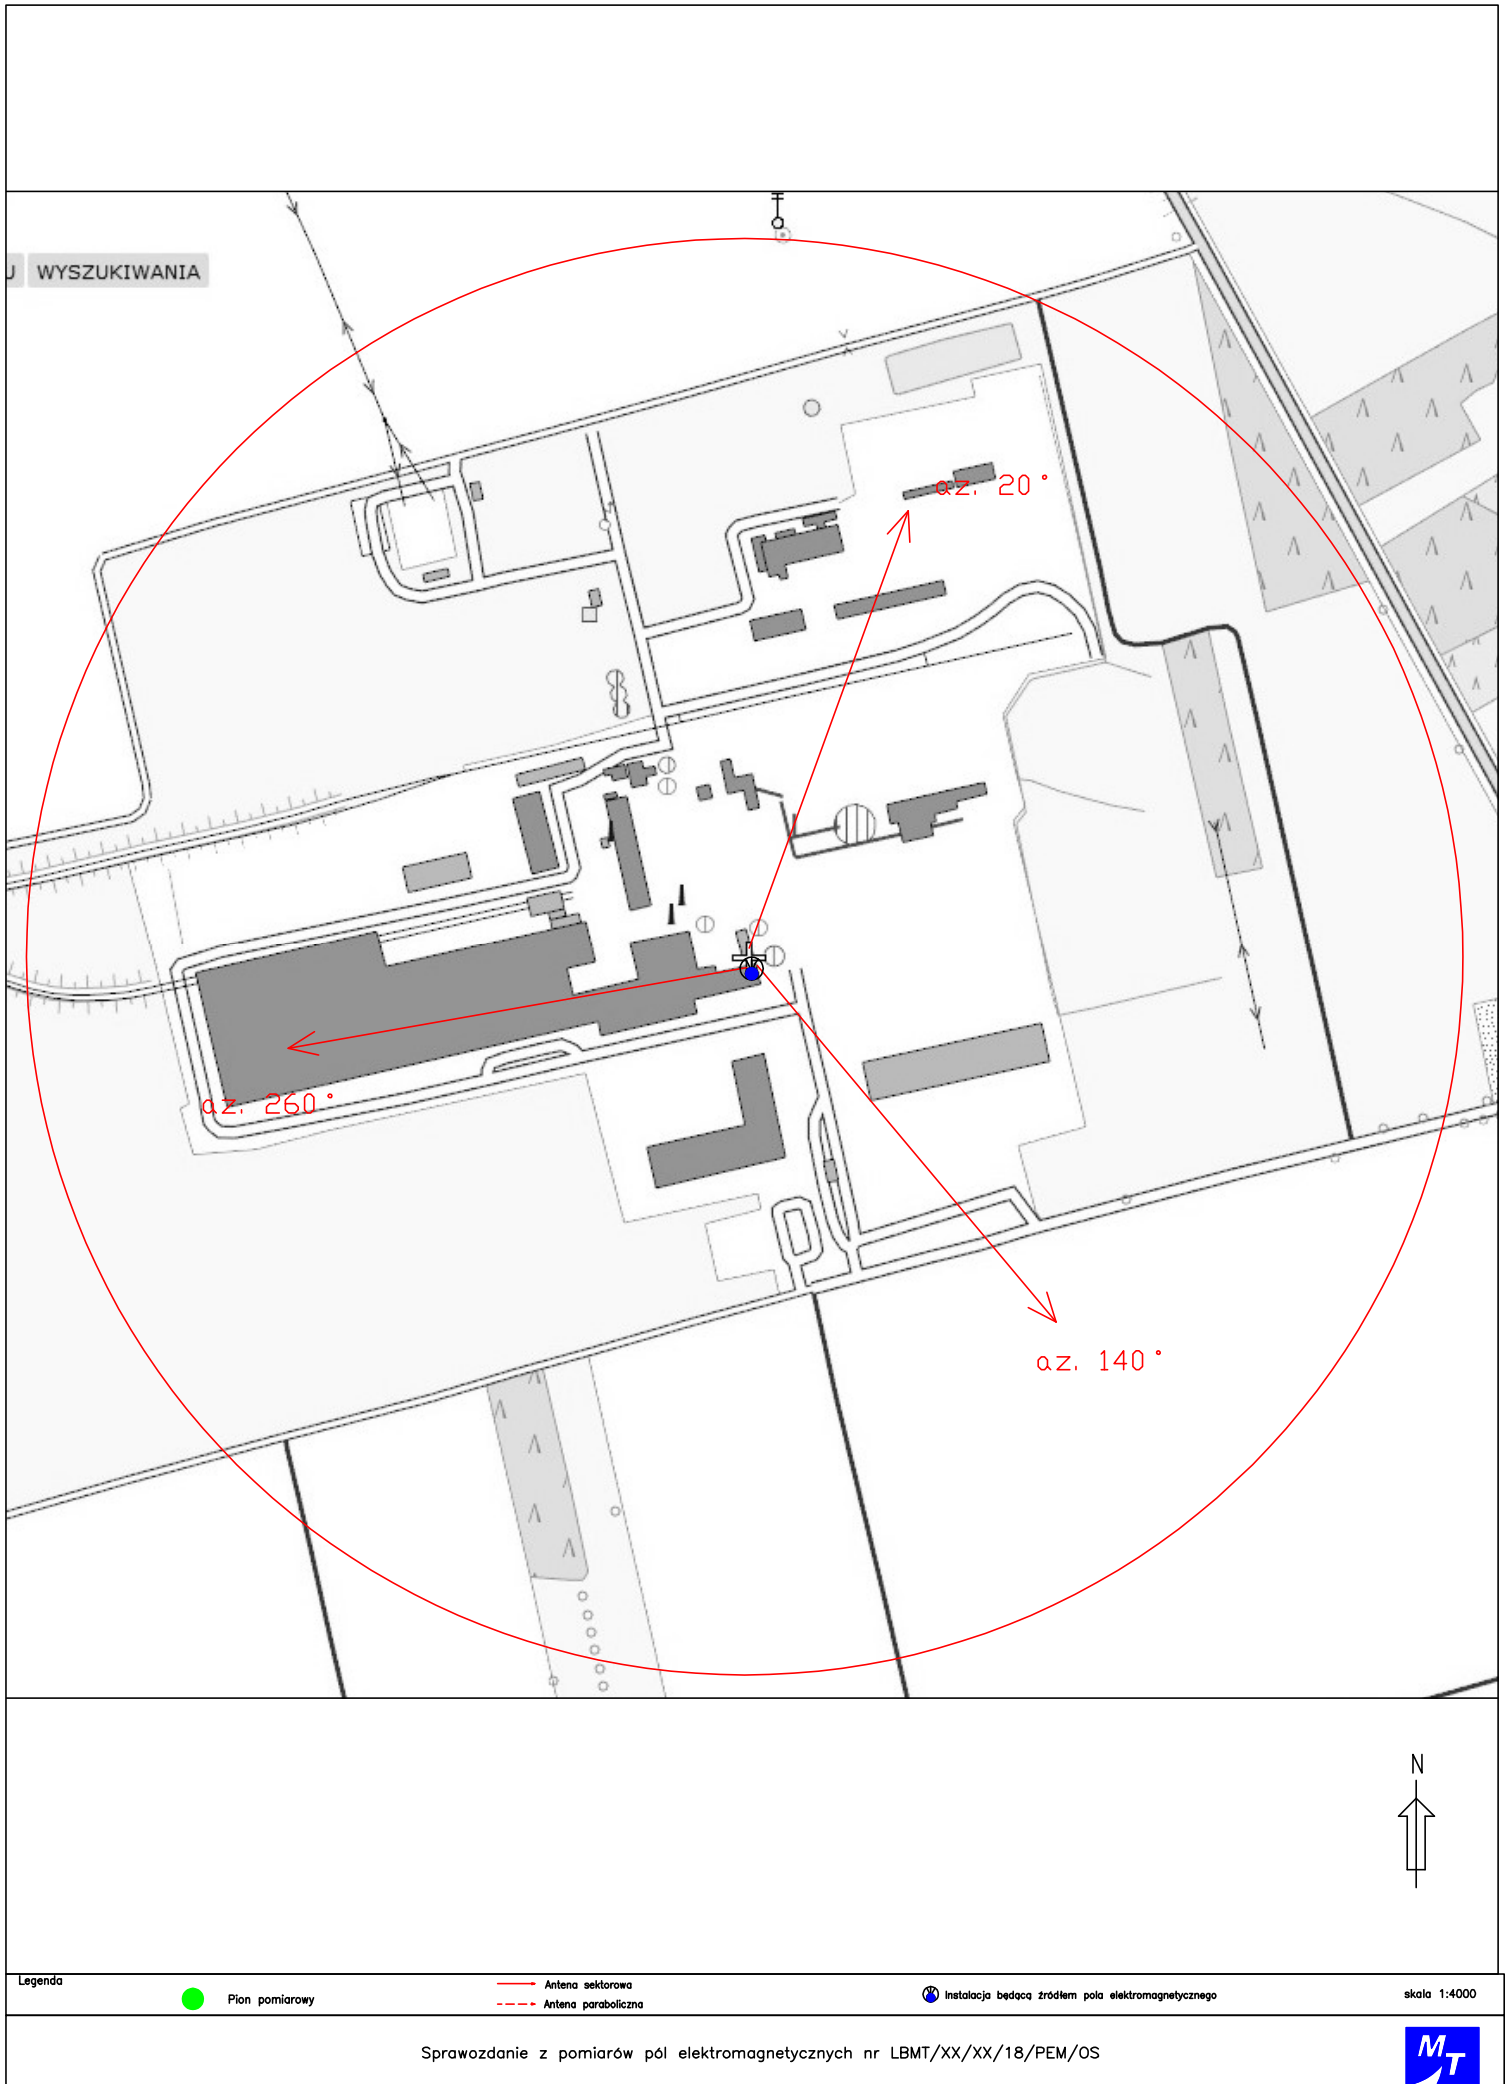 WYSZUKIWANIA
az. 20°
az. 260°
az. 140°
N
Legenda
Pion pomiarowy
Antena sektorowa
Antena paraboliczna
Instalacja będącą źródłem pola elektromagnetycznego
skala 1:4000
Sprawozdanie z pomiarów pól elektromagnetycznych nr LBMT/XX/XX/18/PEM/OS
MT